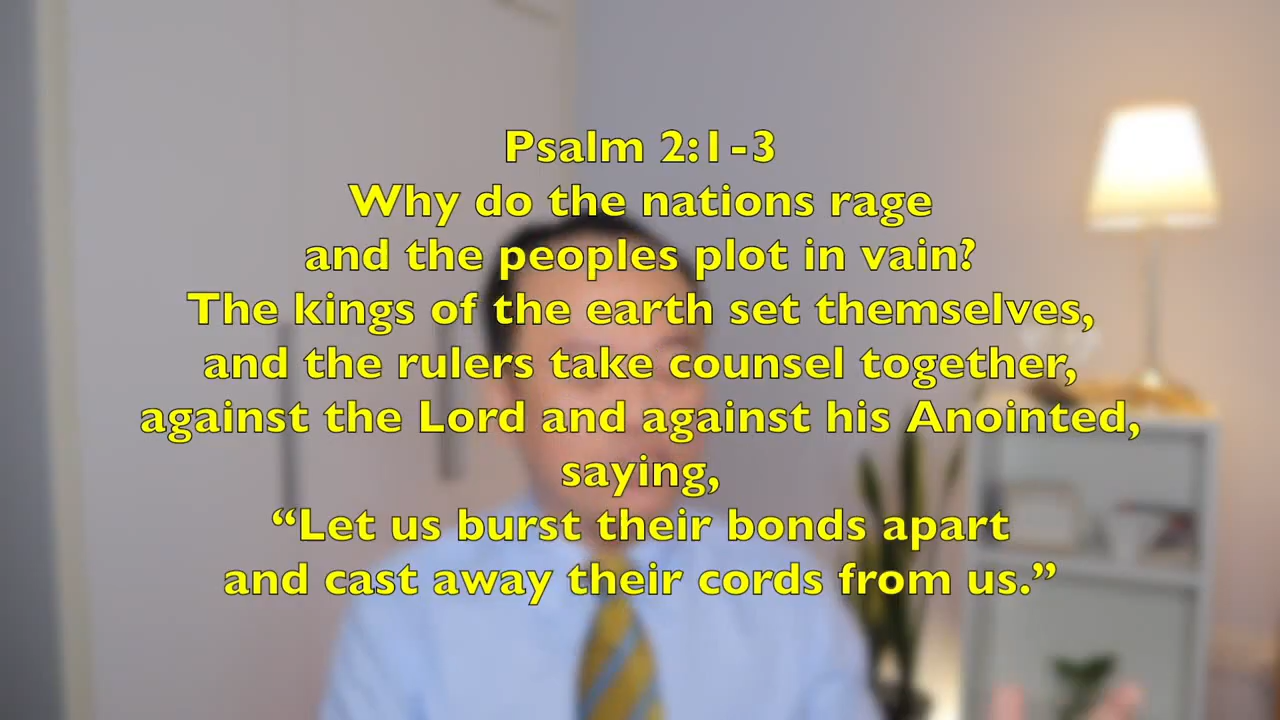 Psalm 2:1-3
Why do the nations rage
and the peoples plot in vain?
The kings of the earth set themselves,
and the rulers take counsel together,
against the Lord and against his Anointed,
saying,
“Let us burst their bonds apart
and cast away their cords from us.”